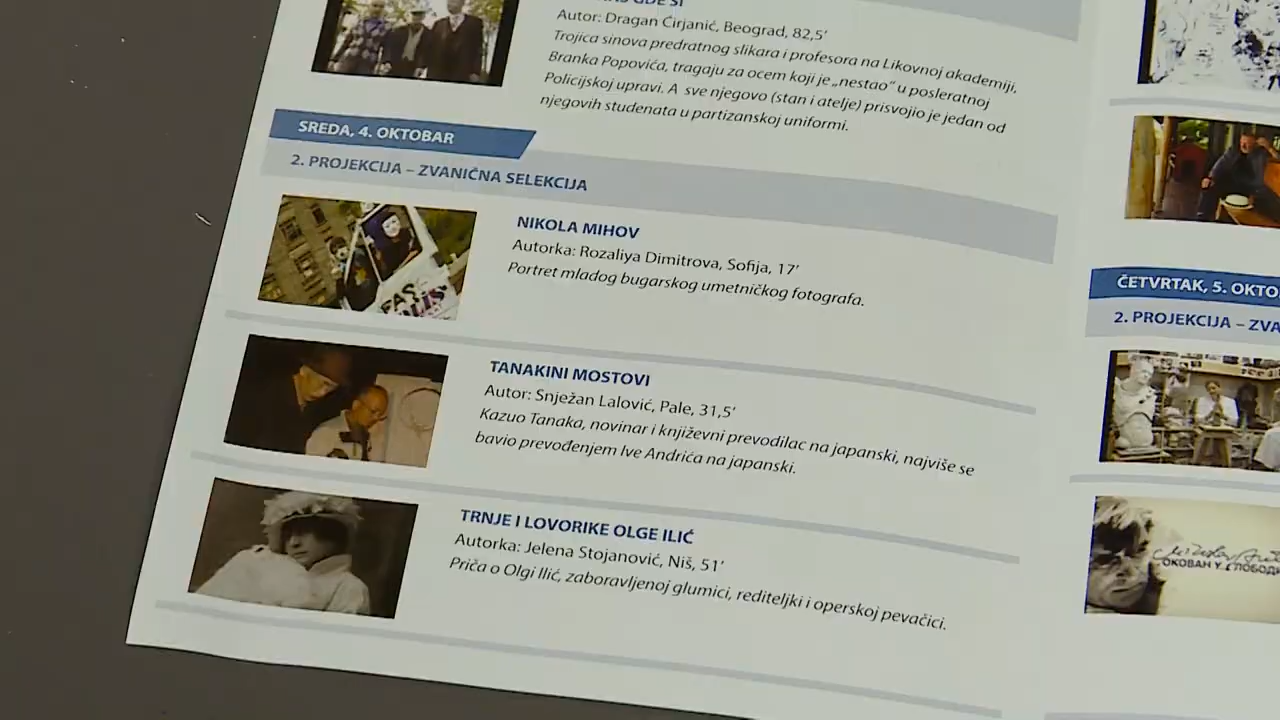 GDE SI
Autor: Dragan Ćirjanić, Beograd, 82,5’
Trojica sinova predratnog slikara i profesora na Likovnoj akademiji,
Branka Popovića, tragaju za ocem koji je „nestao“ u posleratnoj
Policijskoj upravi. A sve njegovo (stan i atelje) prisvojio je jedan od
njegovih studenata u partizanskoj uniformi.
SREDA, 4. OKTOBAR
2. PROJEKCIJA – ZVANIČNA SELEKCIJA
NIKOLA MIHOV
Autorka: Rozaliya Dimitrova, Sofija, 17’
Portret mladog bugarskog umetničkog fotografa.
TANAKINI MOSTOVI
Autor: Snježan Lalović, Pale, 31,5’
Kazuo Tanaka, novinar i književni prevodilac na japanski, najviše se
bavio prevođenjem Ive Andrića na japanski.
TRNJE I LOVORIKE OLGE ILIĆ
Autorka: Jelena Stojanović, Niš, 51’
Priča o Olgi Ilić, zaboravljenoj glumici, rediteljki i operskoj pevačici.
ČETVRTAK, 5. OKTO
2. PROJEKCIJA – ZVA
ОКОВАН У СЛОБОДИ